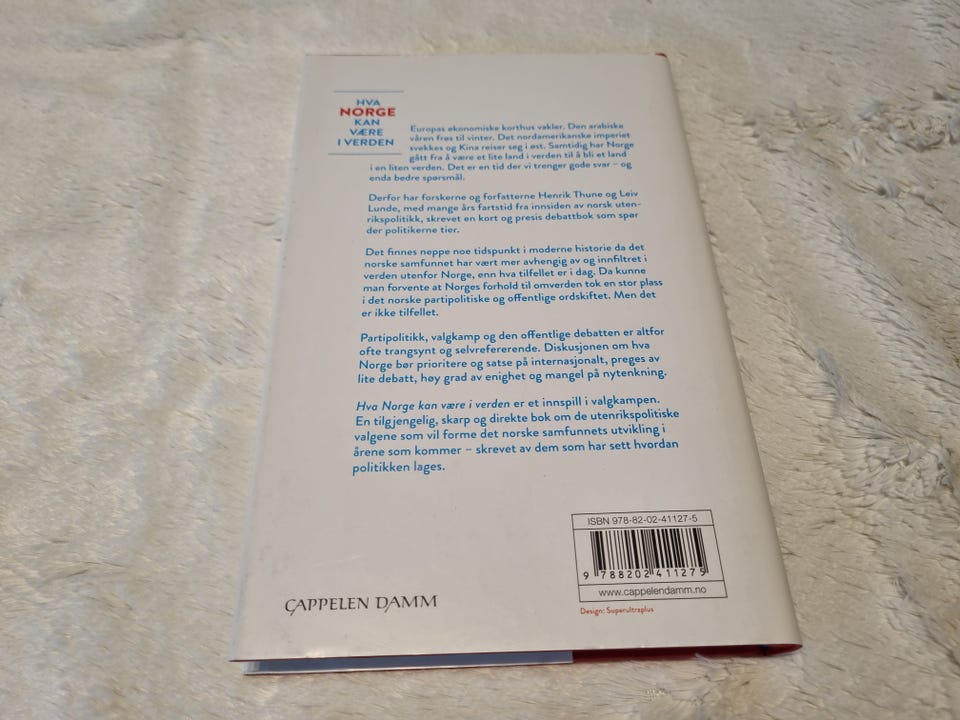 HVA
NORGE
KAN
VÆRE
I VERDEN
Europas økonomiske korthus vakler. Den arabiske
våren frøs til vinter. Det nordamerikanske imperiet
svekkes og Kina reiser seg i øst. Samtidig har Norge
gått fra å være et lite land i verden til å bli et land
i en liten verden. Det er en tid der vi trenger gode svar – og
enda bedre spørsmål.
Derfor har forskerne og forfatterne Henrik Thune og Leiv
Lunde, med mange års fartstid fra innsiden av norsk uten-
rikspolitikk, skrevet en kort og presis debattbok som spør
der politikerne tier.
Det finnes neppe noe tidspunkt i moderne historie da det
norske samfunnet har vært mer avhengig av og innfiltret i
verden utenfor Norge, enn hva tilfellet er i dag. Da kunne
man forvente at Norges forhold til omverden tok en stor plass
i det norske partipolitiske og offentlige ordskiftet. Men det
er ikke tilfellet.
Partipolitikk, valgkamp og den offentlige debatten er altfor
ofte trangsynt og selvrefererende. Diskusjonen om hva
Norge bør prioritere og satse på internasjonalt, preges av
lite debatt, høy grad av enighet og mangel på nytenkning.
Hva Norge kan være i verden er et innspill i valgkampen.
En tilgjengelig, skarp og direkte bok om de utenrikspolitiske
valgene som vil forme det norske samfunnets utvikling i
årene som kommer – skrevet av dem som har sett hvordan
politikken lages.
ISBN 978-82-02-41127-5
9 788202 411275
www.cappelendamm.no
Design: Superultraplus
CAPPELEN DAMM